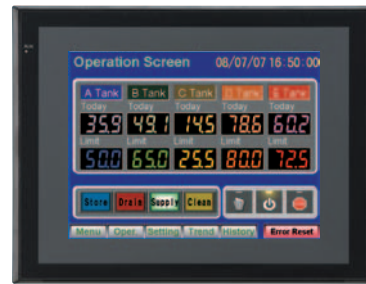 Operation Screen 08/07/07 16:50:00
A Tank B Tank C Tank D Tank E Tank
Today Today Today Today Today
35.9 49.1 14.5 78.6 60.2
Limit Limit Limit Limit Limit
50.0 65.0 25.5 80.0 72.5
Store Drain Supply Clean
Menu Oper. Setting Trend History Error Reset